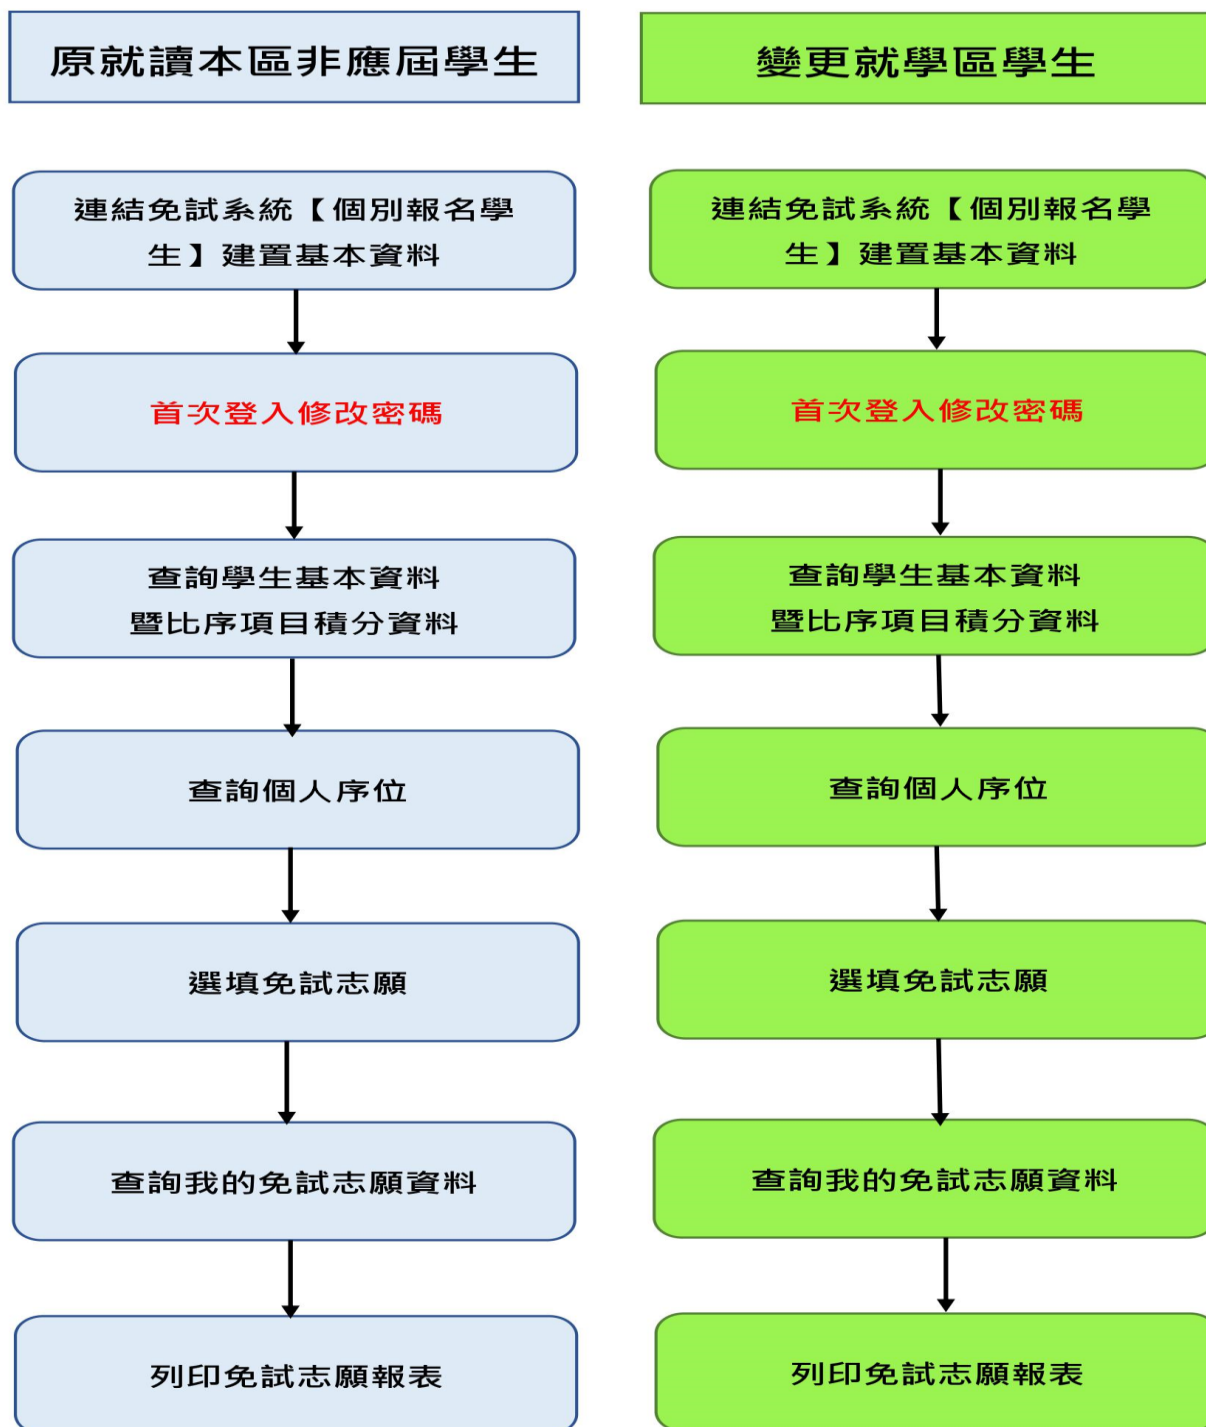 原就讀本區非應屆學生
連結免試系統【個別報名學
生】建置基本資料
首次登入修改密碼
查詢學生基本資料
暨比序項目積分資料
查詢個人序位
選填免試志願
查詢我的免試志願資料
列印免試志願報表
變更就學區學生
連結免試系統【個別報名學
生】建置基本資料
首次登入修改密碼
查詢學生基本資料
暨比序項目積分資料
查詢個人序位
選填免試志願
查詢我的免試志願資料
列印免試志願報表